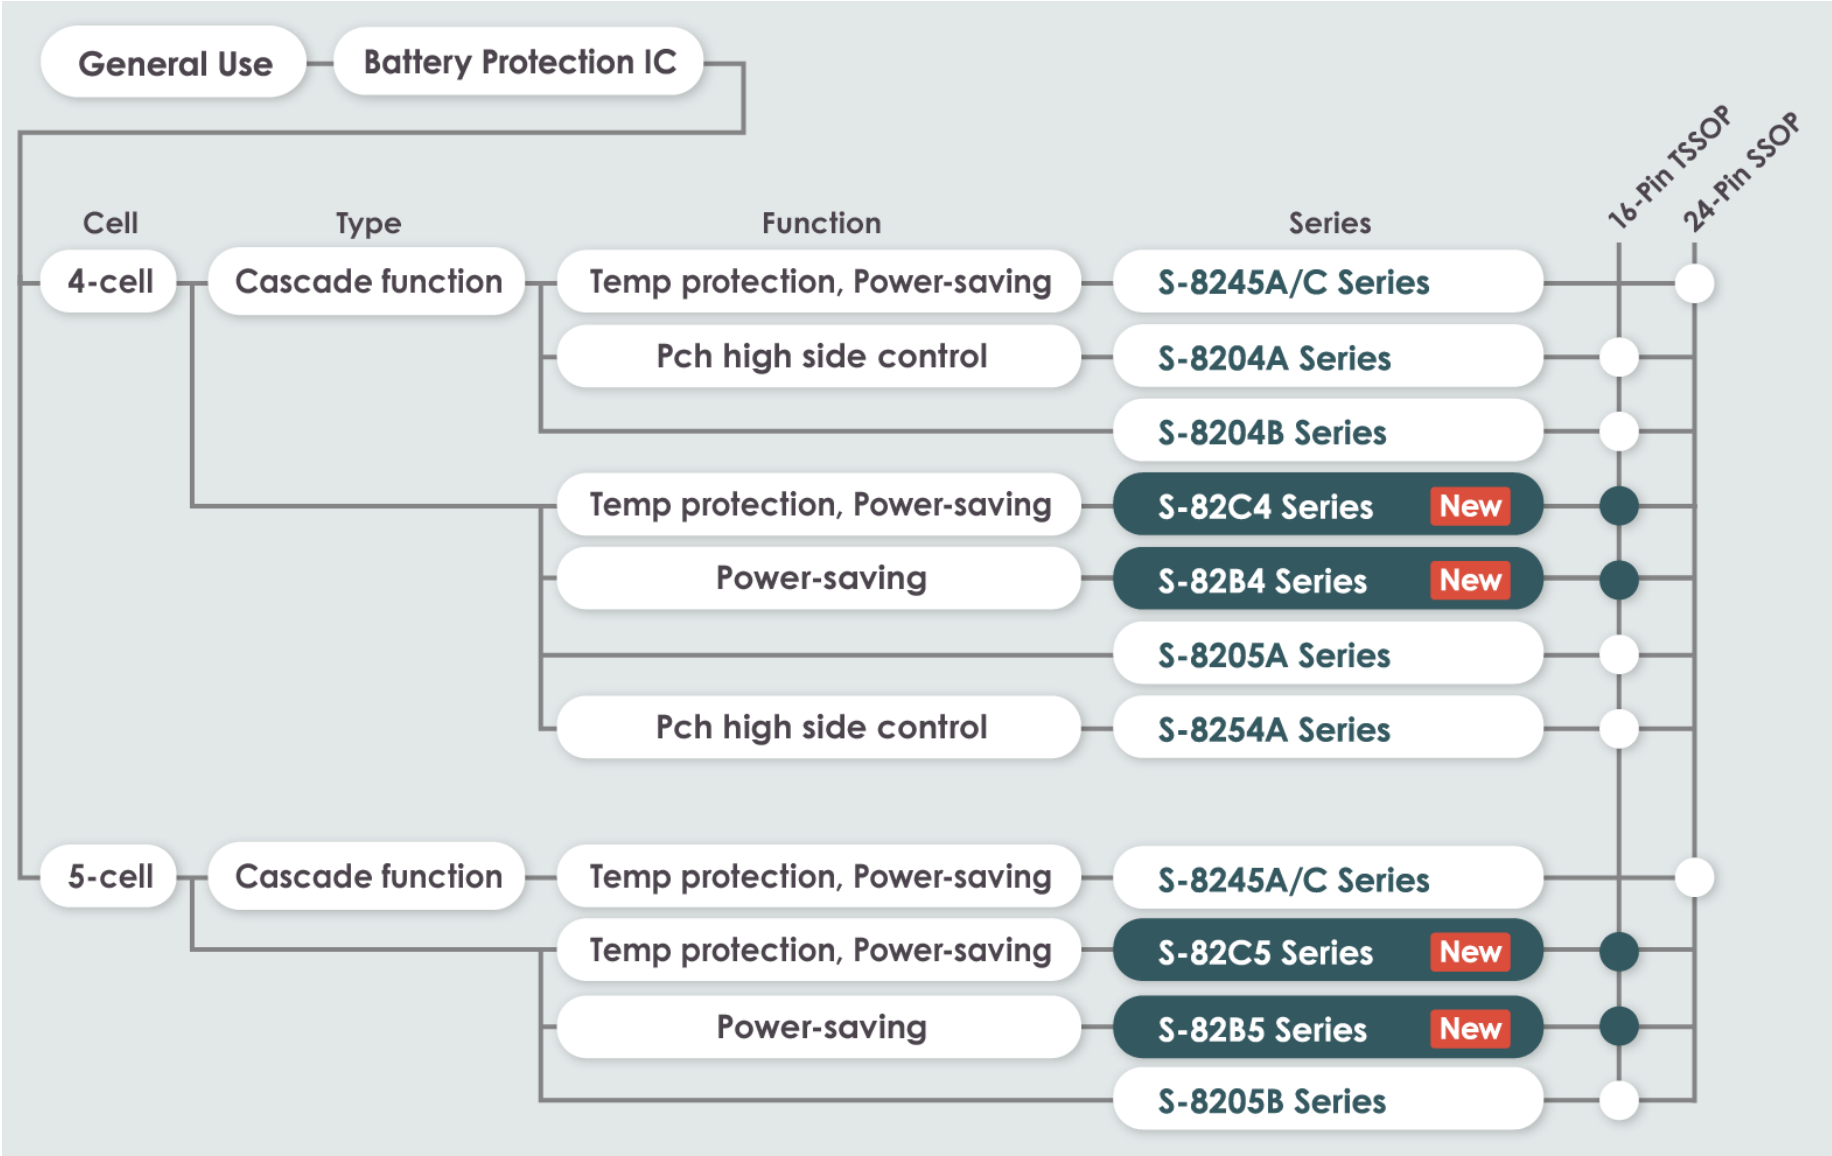 General Use
Battery Protection IC
16-Pin TSSOP
24-Pin SSOP
Cell
Type
Function
Series
4-cell
Cascade function
Temp protection, Power-saving
S-8245A/C Series
Pch high side control
S-8204A Series
S-8204B Series
Temp protection, Power-saving
S-82C4 Series New
Power-saving
S-82B4 Series New
S-8205A Series
Pch high side control
S-8254A Series
5-cell
Cascade function
Temp protection, Power-saving
S-8245A/C Series
Temp protection, Power-saving
S-82C5 Series New
Power-saving
S-82B5 Series New
S-8205B Series